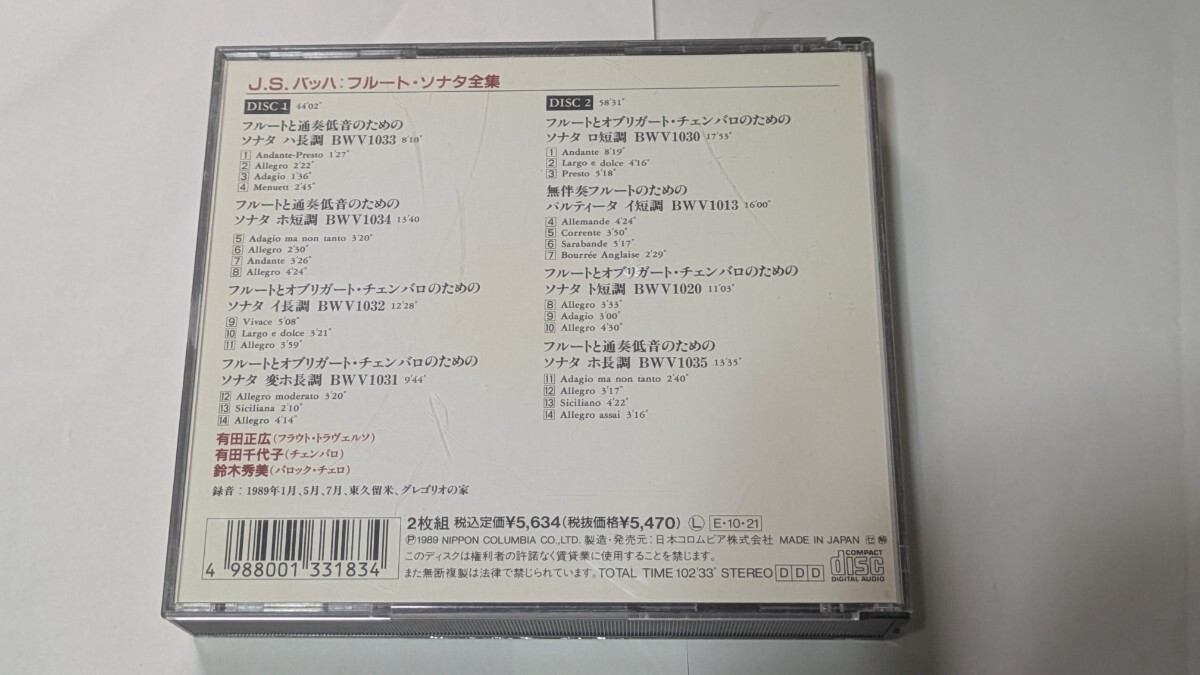 J.S. バッハ：フルート・ソナタ全集
DISC 1 44'02"
フルートと通奏低音のための
ソナタ ハ長調 BWV1033 8'10"
1 Andante-Presto 1'27"
2 Allegro 2'22"
3 Adagio 1'36"
4 Menuett 2'45"
フルートと通奏低音のための
ソナタ ホ短調 BWV1034 13'40
5 Adagio ma non tanto 3'20"
6 Allegro 2'30"
7 Andante 3'26"
8 Allegro 4'24"
フルートとオブリガート・チェンバロのための
ソナタ イ長調 BWV1032 12'28"
9 Vivace 5'08"
10 Largo e dolce 3'21"
11 Allegro 3'59"
フルートとオブリガート・チェンバロのための
ソナタ 変ホ長調 BWV1031 9'44"
12 Allegro moderato 3'20"
13 Siciliana 2'10"
14 Allegro 4'14"
有田正広（フラウト・トラヴェルソ）
有田千代子（チェンバロ）
鈴木秀美（バロック・チェロ）
録音：1989年1月、5月、7月、東久留米、グレゴリオの家
DISC 2 58'31"
フルートとオブリガート・チェンバロのための
ソナタ ロ短調 BWV1030 17'53"
1 Andante 8'19"
2 Largo e dolce 4'16"
3 Presto 5'18"
無伴奏フルートのための
パルティータ イ短調 BWV1013 16'00"
4 Allemande 4'24"
5 Corrente 3'50"
6 Sarabande 5'17"
7 Bourrée Anglaise 2'29"
フルートとオブリガート・チェンバロのための
ソナタ ト短調 BWV1020 11'03"
8 Allegro 3'33"
9 Adagio 3'00"
10 Allegro 4'30"
フルートと通奏低音のための
ソナタ ホ長調 BWV1035 13'35"
11 Adagio ma non tanto 2'40"
12 Allegro 3'17"
13 Siciliano 4'22"
14 Allegro assai 3'16"
4 988001 331834
2枚組 税込定価¥5,634（税抜価格¥5,470） Ⓛ E・10・21
Ⓟ1989 NIPPON COLUMBIA CO.,LTD. 製造・発売元：日本コロムビア株式会社 MADE IN JAPAN
このディスクは権利者の許諾なく賃貸業に使用することを禁じます。
また無断複製は法律で禁じられています。TOTAL TIME 102'33" STEREO D D D
COMPACT
disc
DIGITAL AUDIO